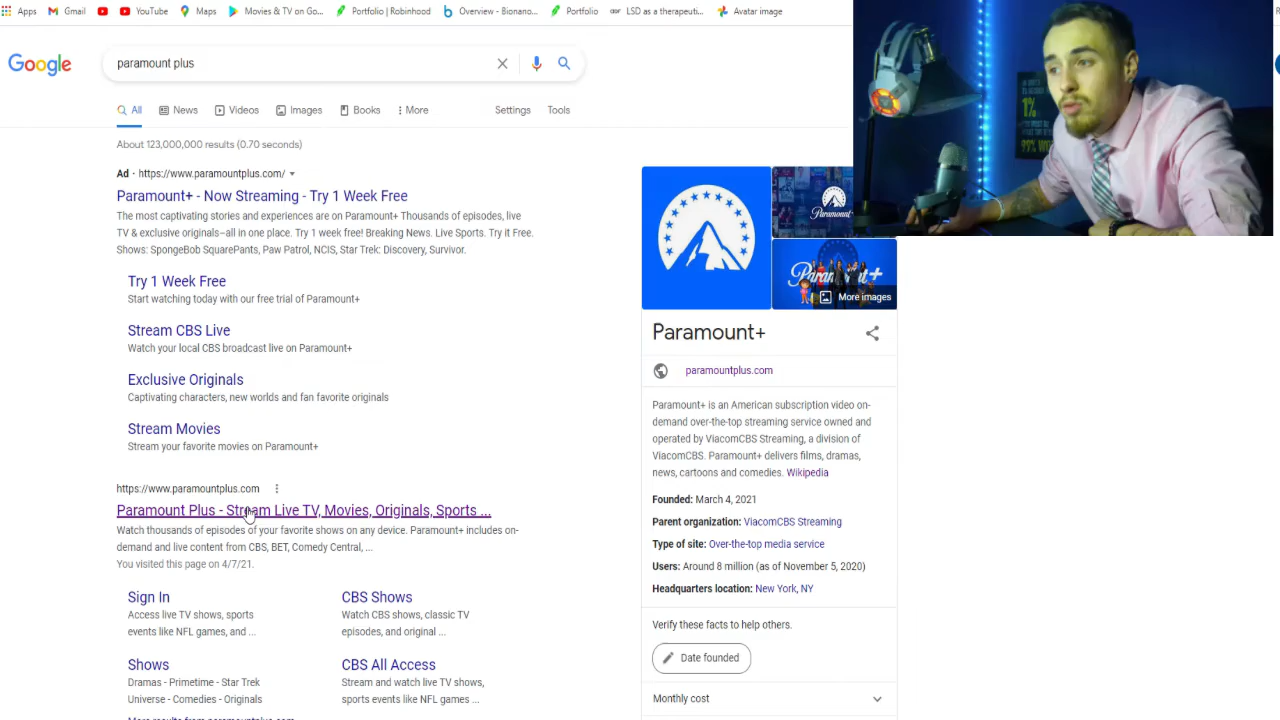 Apps
Gmail
YouTube
Maps
Movies & TV on Go...
Portfolio | Robinhood
Overview - Bionano...
Portfolio
LSD as a therapeuti...
Avatar image
Google
paramount plus
All
News
Videos
Images
Books
More
Settings
Tools
About 123,000,000 results (0.70 seconds)
Ad · https://www.paramountplus.com/
Paramount+ - Now Streaming - Try 1 Week Free
The most captivating stories and experiences are on Paramount+ Thousands of episodes, live
TV & exclusive originals–all in one place. Try 1 week free! Breaking News. Live Sports. Try it Free.
Shows: SpongeBob SquarePants, Paw Patrol, NCIS, Star Trek: Discovery, Survivor.
Try 1 Week Free
Start watching today with our free trial of Paramount+
Stream CBS Live
Watch your local CBS broadcast live on Paramount+
Exclusive Originals
Captivating characters, new worlds and fan favorite originals
Stream Movies
Stream your favorite movies on Paramount+
https://www.paramountplus.com
Paramount Plus - Stream Live TV, Movies, Originals, Sports ...
Watch thousands of episodes of your favorite shows on any device. Paramount+ includes on-
demand and live content from CBS, BET, Comedy Central, ...
You visited this page on 4/7/21.
Sign In
Access live TV shows, sports
events like NFL games, and ...
CBS Shows
Watch CBS shows, classic TV
episodes, and original ...
Shows
Dramas - Primetime - Star Trek
Universe - Comedies - Originals
CBS All Access
Stream and watch live TV shows,
sports events like NFL games ...
More results from paramountplus.com
Paramount
Paramount+
More images
Paramount+
paramountplus.com
Paramount+ is an American subscription video on-
demand over-the-top streaming service owned and
operated by ViacomCBS Streaming, a division of
ViacomCBS. Paramount+ delivers films, dramas,
news, cartoons and comedies. Wikipedia
Founded: March 4, 2021
Parent organization: ViacomCBS Streaming
Type of site: Over-the-top media service
Users: Around 8 million (as of November 5, 2020)
Headquarters location: New York, NY
Verify these facts to help others.
Date founded
Monthly cost
1%